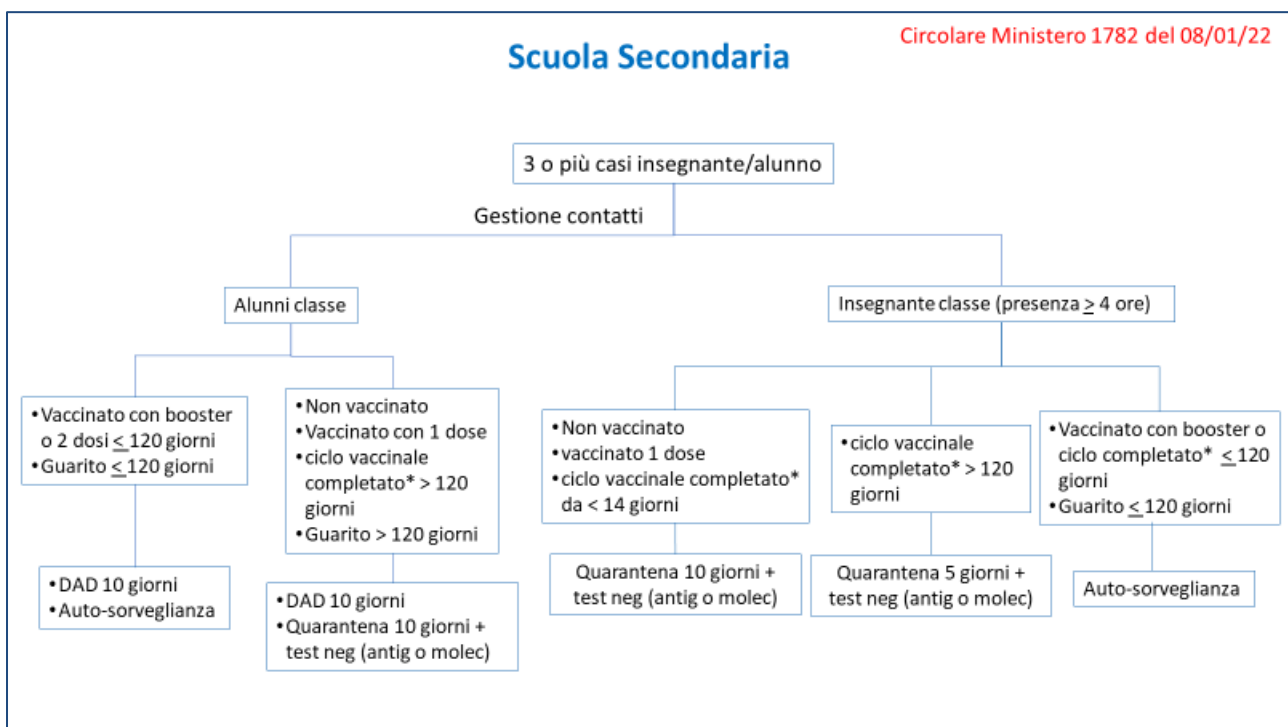 Circolare Ministero 1782 del 08/01/22
Scuola Secondaria
3 o più casi insegnante/alunno
Gestione contatti
Alunni classe
Insegnante classe (presenza > 4 ore)
•Vaccinato con booster
o 2 dosi < 120 giorni
•Guarito < 120 giorni
•Non vaccinato
•Vaccinato con 1 dose
•ciclo vaccinale
completato* > 120
giorni
•Guarito > 120 giorni
•Non vaccinato
•vaccinato 1 dose
•ciclo vaccinale completato*
da < 14 giorni
•ciclo vaccinale
completato* > 120
giorni
•Vaccinato con booster o
ciclo completato* < 120
giorni
•Guarito < 120 giorni
•DAD 10 giorni
•Auto-sorveglianza
•DAD 10 giorni
•Quarantena 10 giorni +
test neg (antig o molec)
Quarantena 10 giorni +
test neg (antig o molec)
Quarantena 5 giorni +
test neg (antig o molec)
Auto-sorveglianza